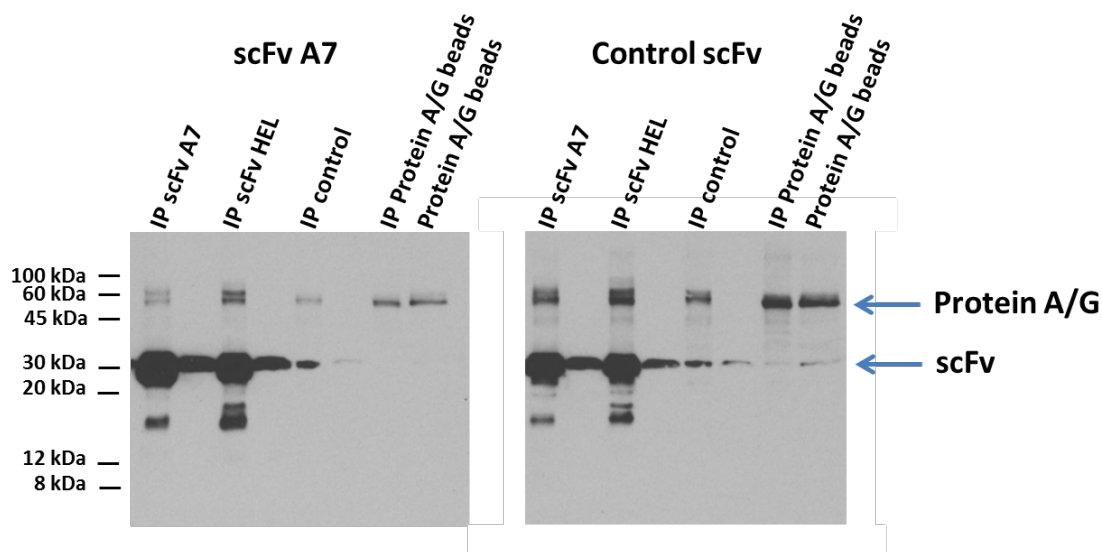 scFv A7
Control scFv
IP scFv A7
IP scFv HEL
IP control
IP Protein A/G beads
Protein A/G beads
IP scFv A7
IP scFv HEL
IP control
IP Protein A/G beads
Protein A/G beads
100 kDa
60 kDa
45 kDa
30 kDa
20 kDa
12 kDa
8 kDa
Protein A/G
scFv